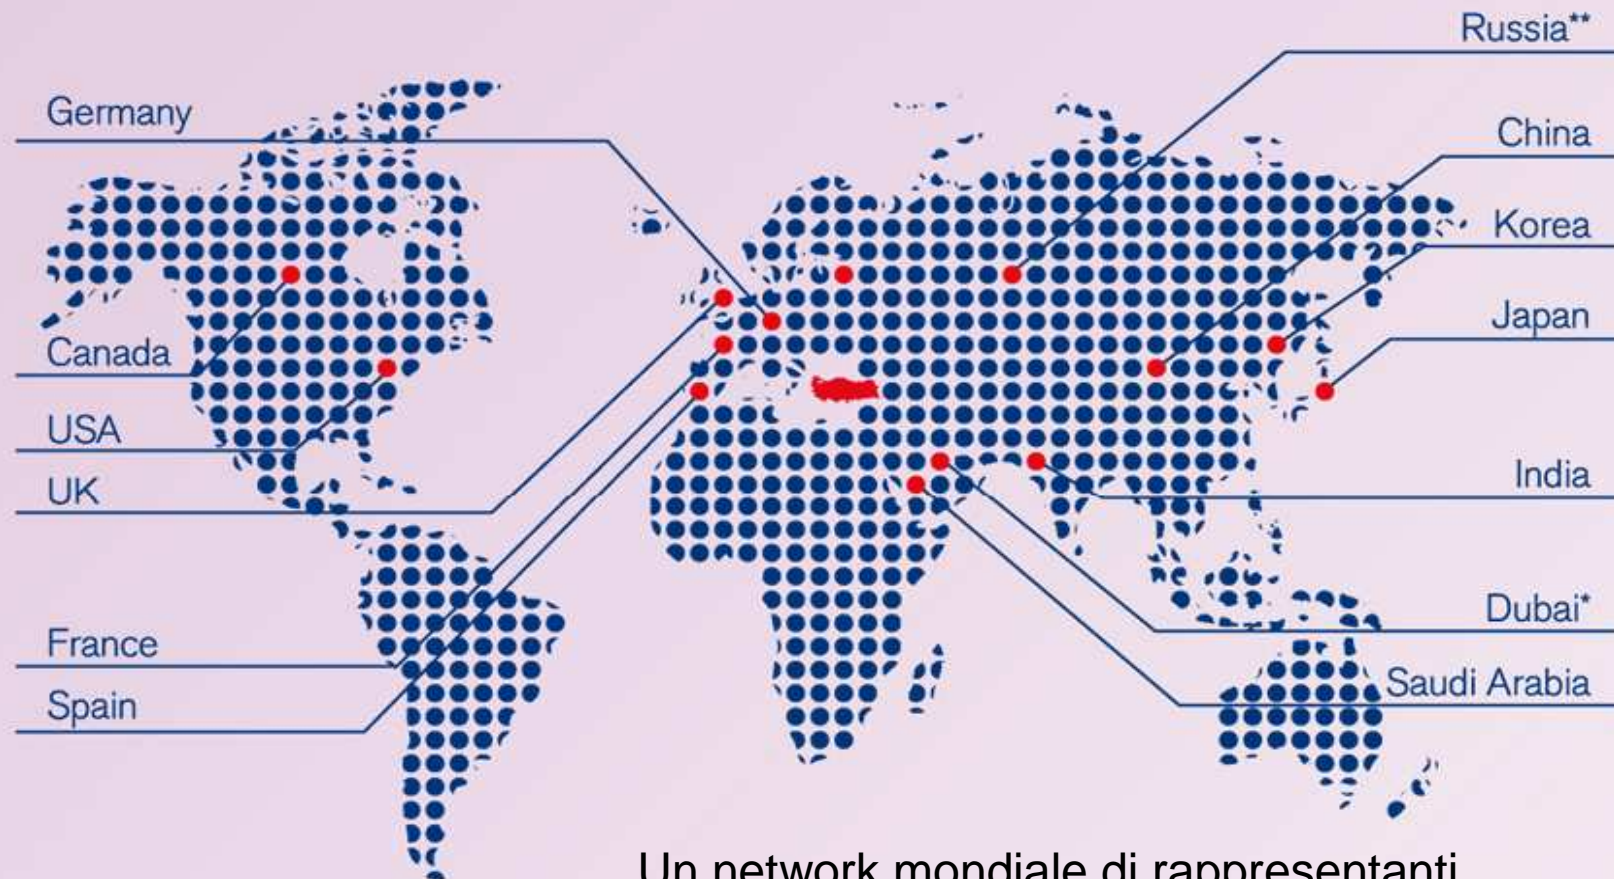 Russia**
Germany
China
Korea
Japan
Canada
USA
India
UK
Dubai*
France
Saudi Arabia
Spain
Un network mondiale di rappresentanti